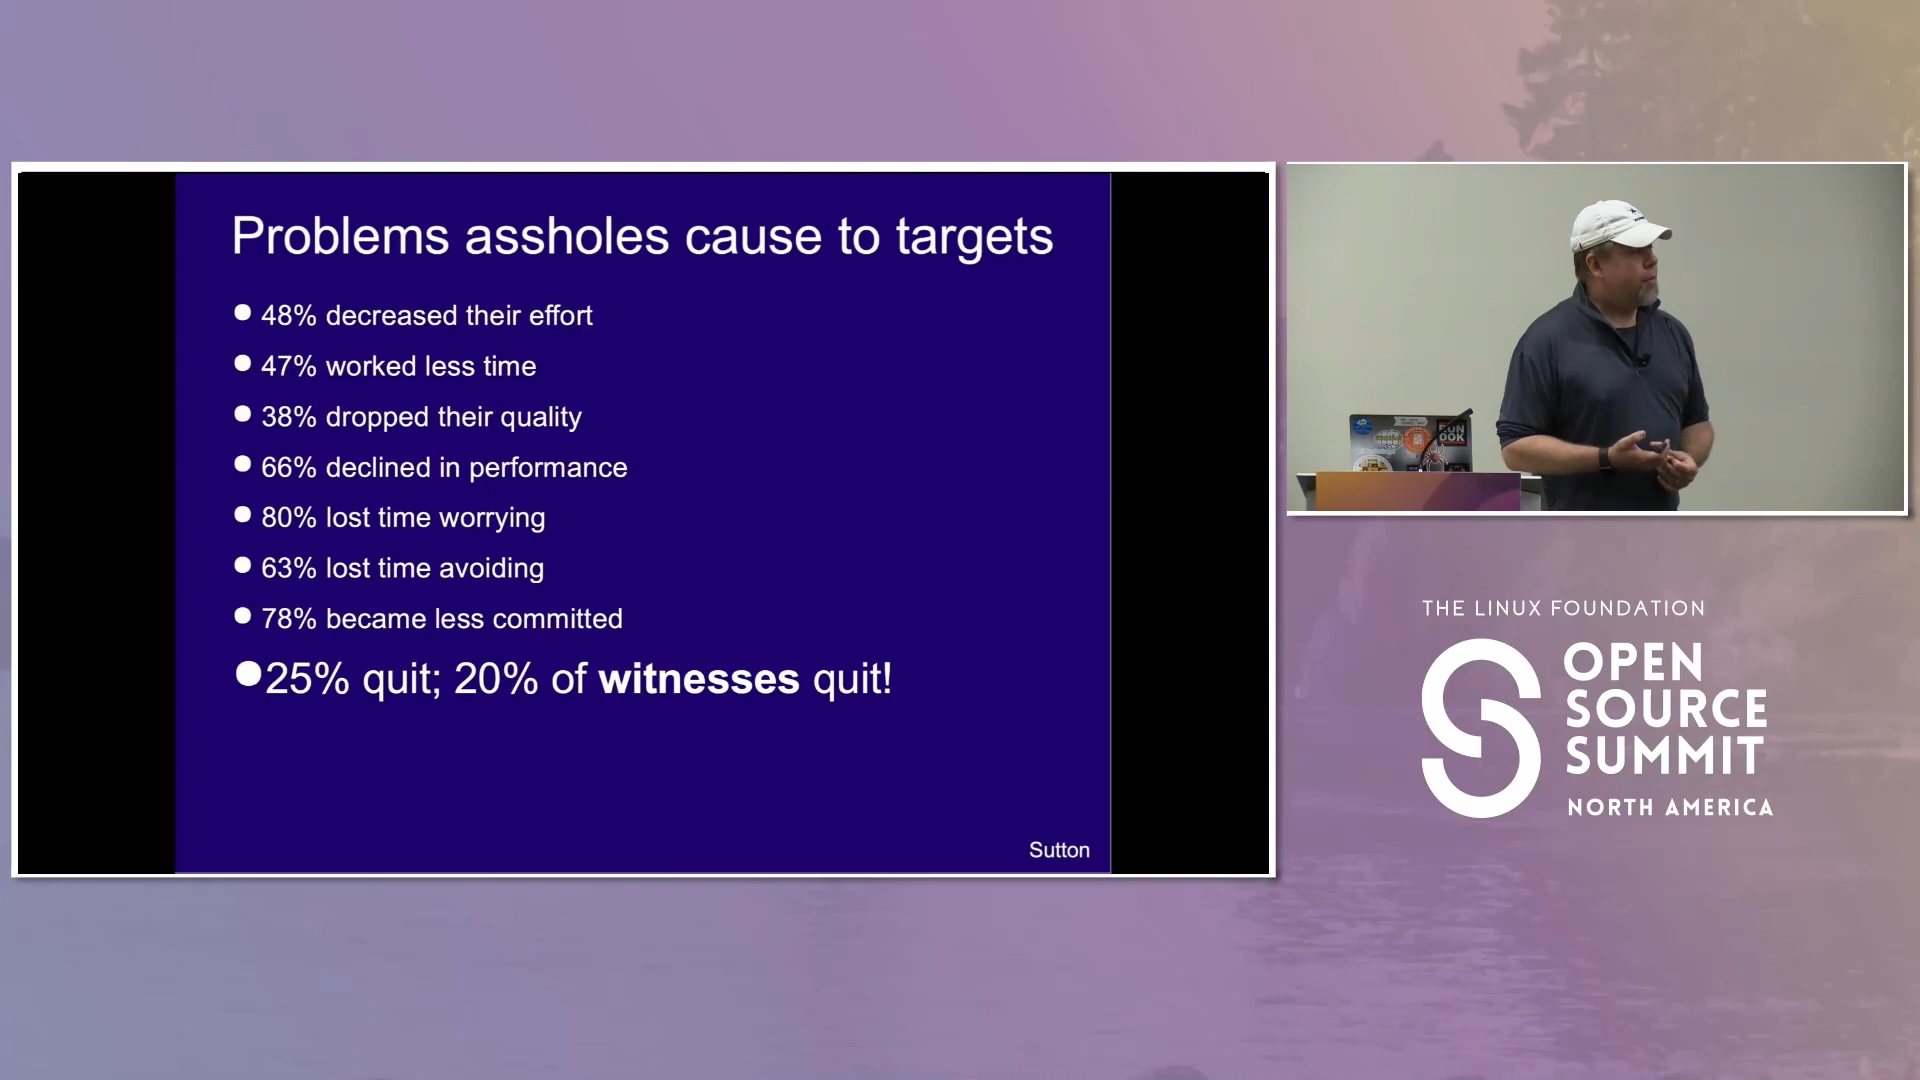 Problems assholes cause to targets
48% decreased their effort
47% worked less time
38% dropped their quality
66% declined in performance
80% lost time worrying
63% lost time avoiding
78% became less committed
25% quit; 20% of witnesses quit!
Sutton
THE LINUX FOUNDATION
OPEN
SOURCE
SUMMIT
NORTH AMERICA